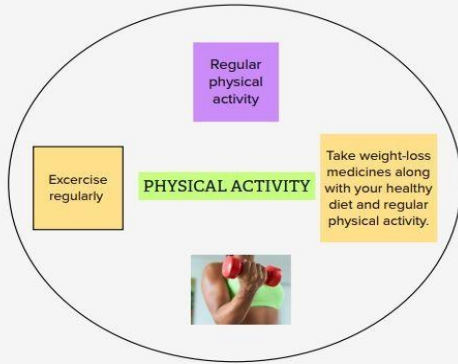 Regular
physical
activity
Excercise
regularly
PHYSICAL ACTIVITY
Take weight-loss
medicines along
with your healthy
diet and regular
physical activity.